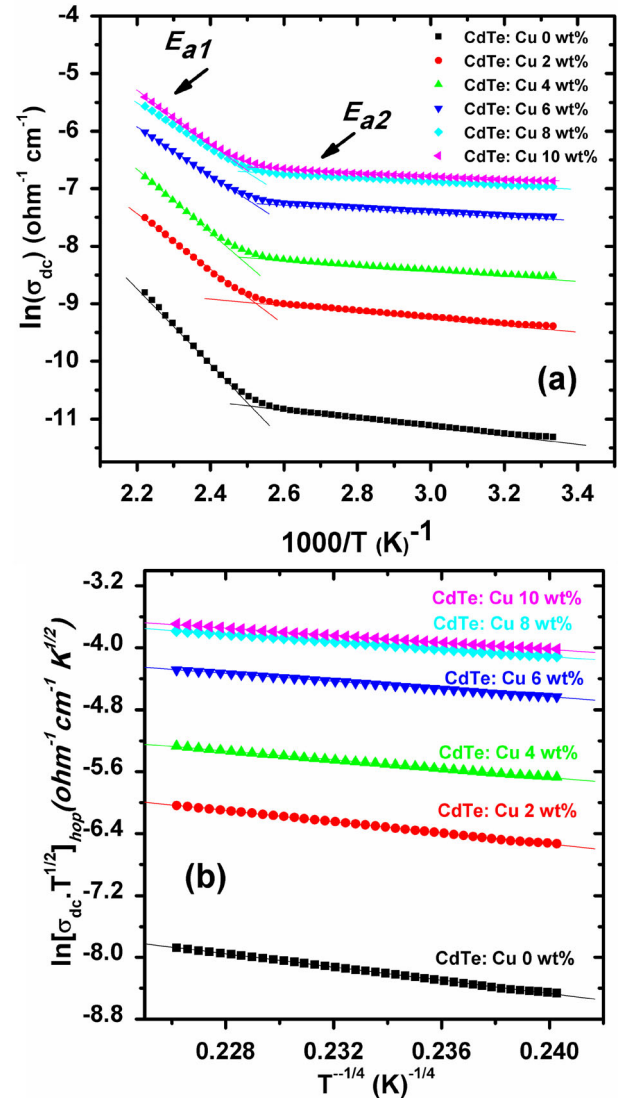 -4
-5
-6
-7
-8
-9
-10
-11
ln(σdc) (ohm⁻¹ cm⁻¹)
Ea1
Ea2
CdTe: Cu 0 wt%
CdTe: Cu 2 wt%
CdTe: Cu 4 wt%
CdTe: Cu 6 wt%
CdTe: Cu 8 wt%
CdTe: Cu 10 wt%
(a)
2.2 2.4 2.6 2.8 3.0 3.2 3.4
1000/T (K)⁻¹
-3.2
-4.0
-4.8
-5.6
-6.4
-7.2
-8.0
-8.8
ln[σdc.T^1/2]hop(ohm⁻¹cm⁻¹ K^1/2)
CdTe: Cu 10 wt%
CdTe: Cu 8 wt%
CdTe: Cu 6 wt%
CdTe: Cu 4 wt%
CdTe: Cu 2 wt%
(b)
CdTe: Cu 0 wt%
0.228 0.232 0.236 0.240
T^--1/4 (K)^-1/4